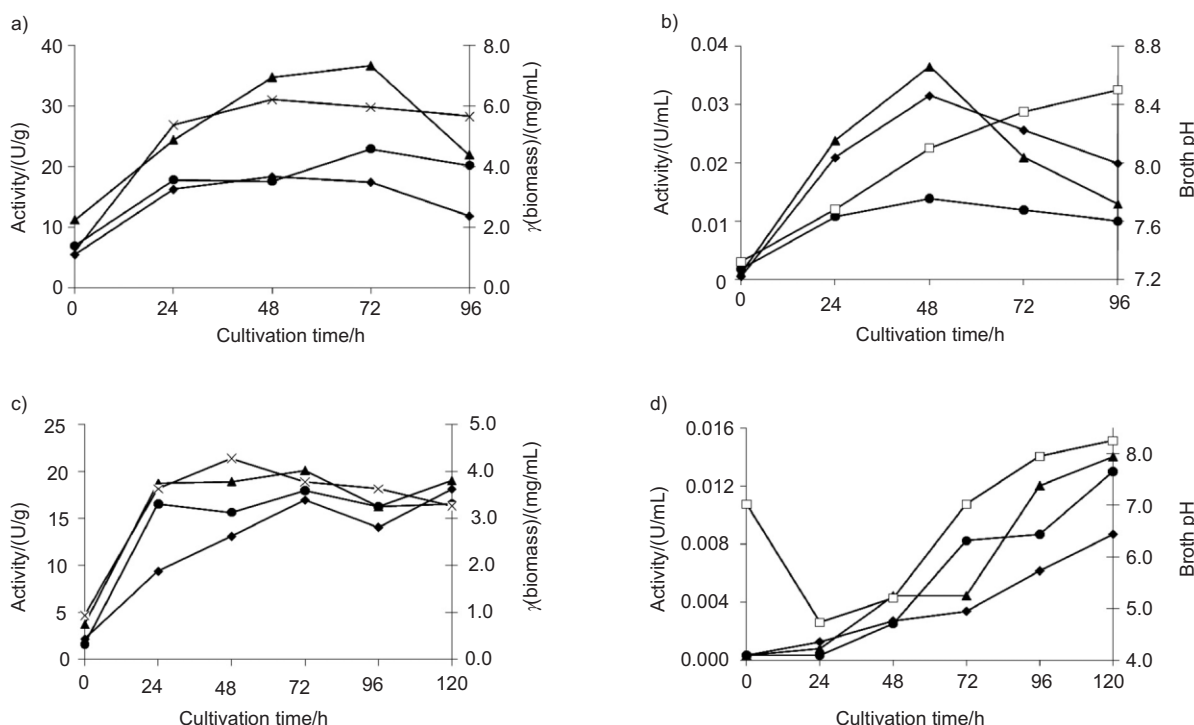 a)
40
30
20
10
0
Activity/(U/g)
8.0
6.0
4.0
2.0
0.0
γ(biomass)/(mg/mL)
0 24 48 72 96
Cultivation time/h
b)
0.04
0.03
0.02
0.01
0
Activity/(U/mL)
8.8
8.4
8.0
7.6
7.2
Broth pH
0 24 48 72 96
Cultivation time/h
c)
25
20
15
10
5
0
Activity/(U/g)
5.0
4.0
3.0
2.0
1.0
0.0
γ(biomass)/(mg/mL)
0 24 48 72 96 120
Cultivation time/h
d)
0.016
0.012
0.008
0.004
0.000
Activity/(U/mL)
8.0
7.0
6.0
5.0
4.0
Broth pH
0 24 48 72 96 120
Cultivation time/h